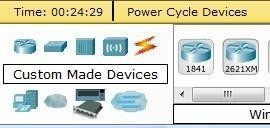 Time: 00:24:29 Power Cycle Devices
Custom Made Devices
1841 2621XM
Wir